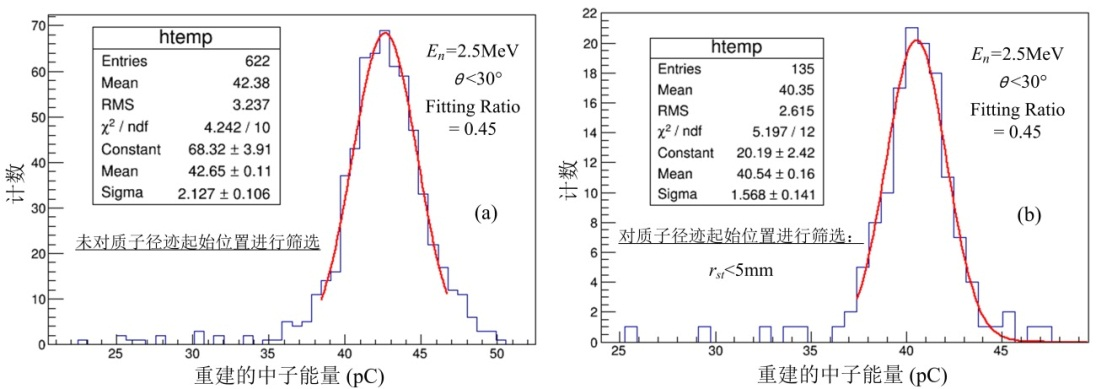 htemp
Entries 622
Mean 42.38
RMS 3.237
χ² / ndf 4.242 / 10
Constant 68.32 ± 3.91
Mean 42.65 ± 0.11
Sigma 2.127 ± 0.106
Eₙ=2.5MeV
θ<30°
Fitting Ratio
= 0.45
(a)
未对质子径迹起始位置进行筛选
计数
70
60
50
40
30
20
10
0
25 30 35 40 45 50
重建的中子能量 (pC)
htemp
Entries 135
Mean 40.35
RMS 2.615
χ² / ndf 5.197 / 12
Constant 20.19 ± 2.42
Mean 40.54 ± 0.16
Sigma 1.568 ± 0.141
Eₙ=2.5MeV
θ<30°
Fitting Ratio
= 0.45
(b)
对质子径迹起始位置进行筛选：
rₛₜ<5mm
计数
22
20
18
16
14
12
10
8
6
4
2
0
25 30 35 40 45
重建的中子能量 (pC)